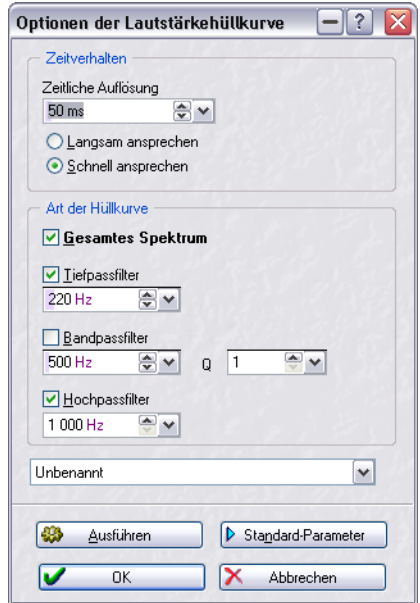 Optionen der Lautstärkehüllkurve
Zeitverhalten
Zeitliche Auflösung
50 ms
Langsam ansprechen
Schnell ansprechen
Art der Hüllkurve
Gesamtes Spektrum
Tiefpassfilter
220 Hz
Bandpassfilter
500 Hz Q 1
Hochpassfilter
1 000 Hz
Unbenannt
Ausführen Standard-Parameter
OK Abbrechen